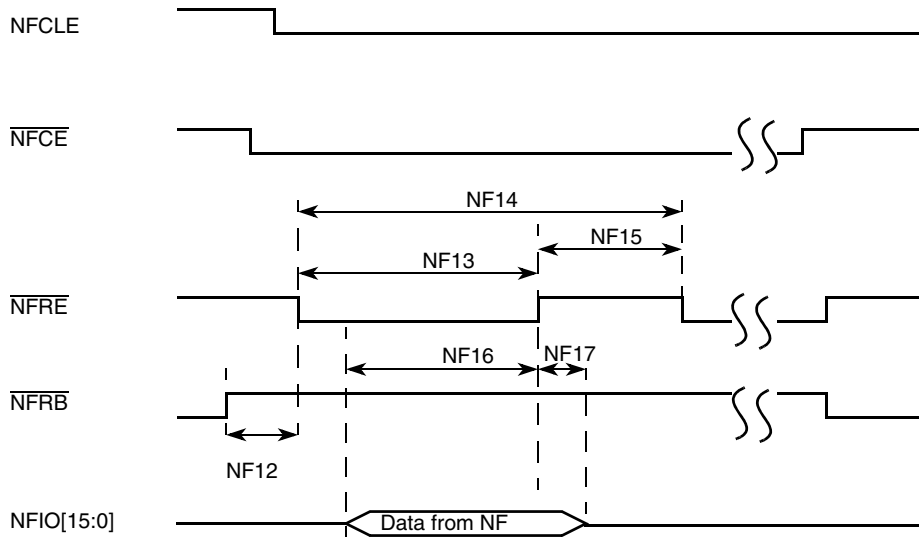 NFCLE
NFCE
NF14
NF15
NF13
NFRE
NF16
NF17
NFRB
NF12
NFIO[15:0]
Data from NF